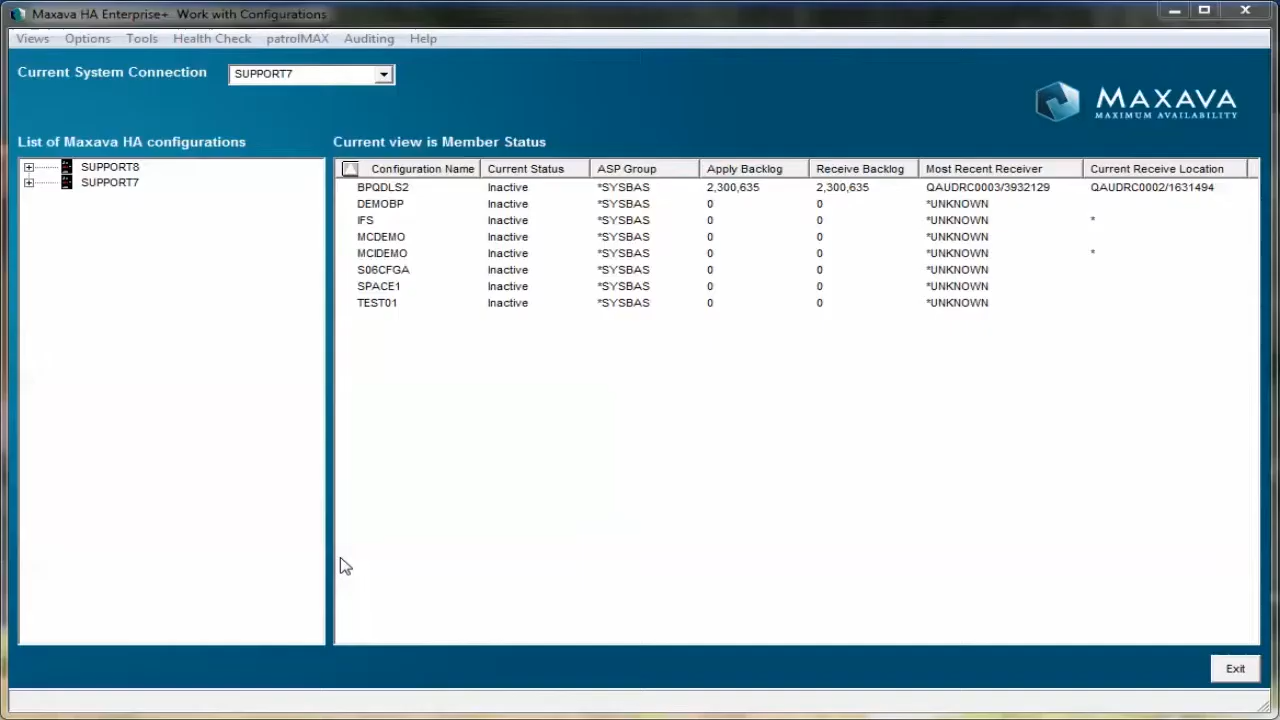 Maxava HA Enterprise+ Work with Configurations
Views Options Tools Health Check patrolMAX Auditing Help
Current System Connection SUPPORT7
MAXAVA
MAXIMUM AVAILABILITY
List of Maxava HA configurations
SUPPORT8
SUPPORT7
Current view is Member Status
Configuration Name Current Status ASP Group Apply Backlog Receive Backlog Most Recent Receiver Current Receive Location
BPQDLS2 Inactive *SYSBAS 2,300,635 2,300,635 QAUDRC0003/3932129 QAUDRC0002/1631494
DEMOBP Inactive *SYSBAS 0 0 *UNKNOWN
IFS Inactive *SYSBAS 0 0 *UNKNOWN *
MCDEMO Inactive *SYSBAS 0 0 *UNKNOWN
MCIDEMO Inactive *SYSBAS 0 0 *UNKNOWN *
S06CFGA Inactive *SYSBAS 0 0 *UNKNOWN
SPACE1 Inactive *SYSBAS 0 0 *UNKNOWN
TEST01 Inactive *SYSBAS 0 0 *UNKNOWN
Exit